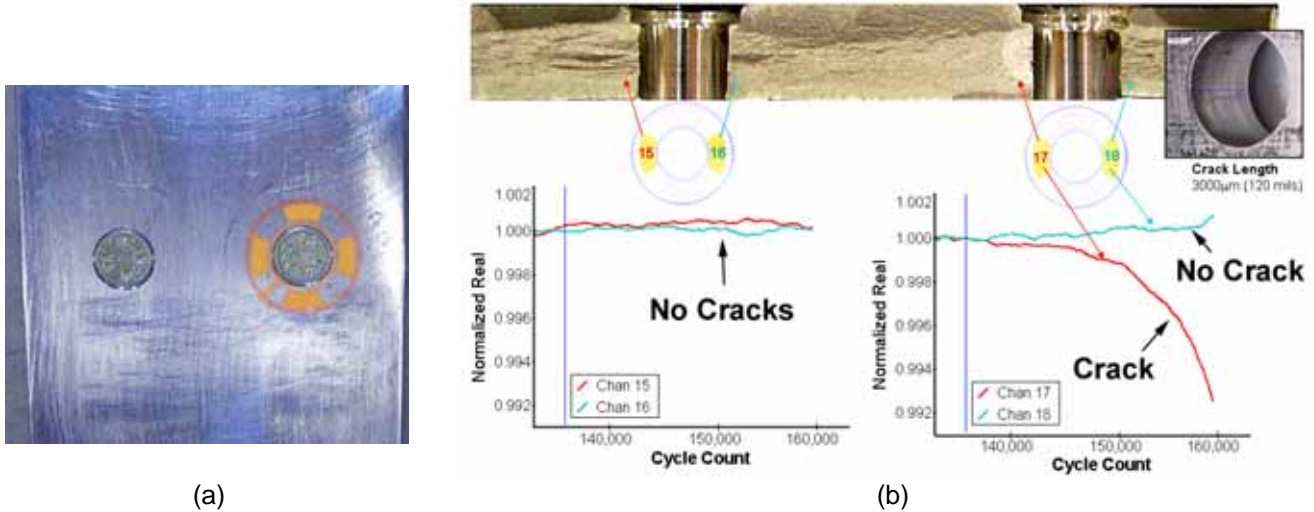 15
16
17
18
Crack Length
3000µm (120 mils)
1.002
1.000
0.998
0.996
0.994
0.992
Normalized Real
No Cracks
Chan 15
Chan 16
140,000
150,000
160,000
Cycle Count
1.002
1.000
0.998
0.996
0.994
0.992
Normalized Real
No Crack
Crack
Chan 17
Chan 18
140,000
150,000
160,000
Cycle Count
(a)
(b)